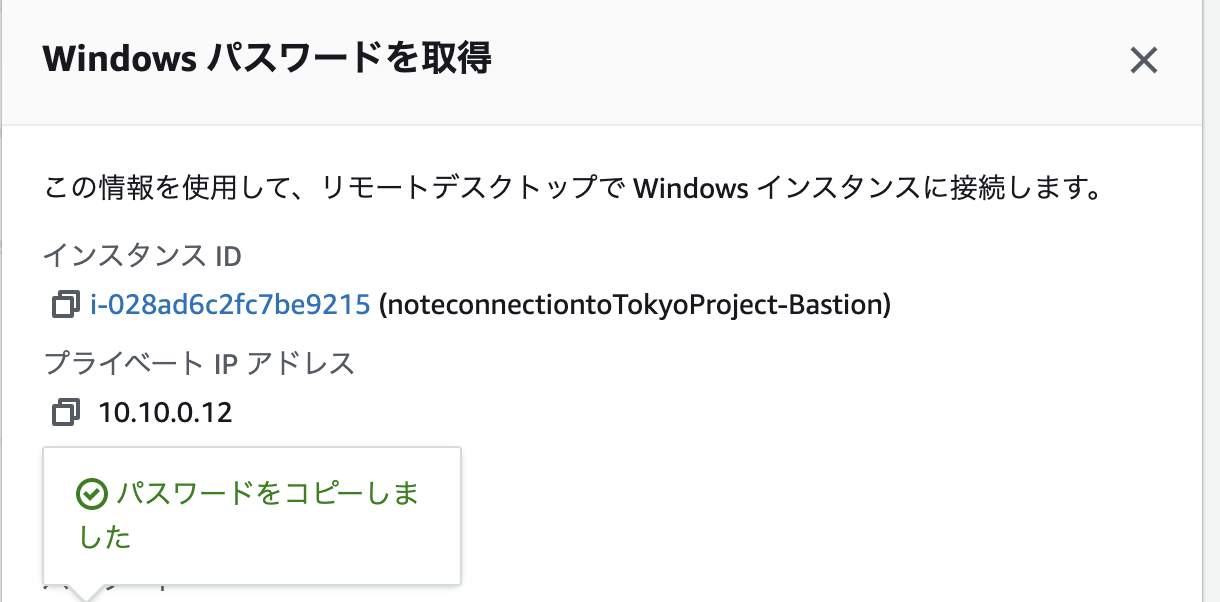 Windows パスワードを取得
この情報を使用して、リモートデスクトップで Windows インスタンスに接続します。
インスタンス ID
i-028ad6c2fc7be9215 (noteconnectiontoTokyoProject-Bastion)
プライベート IP アドレス
10.10.0.12
パスワードをコピーしま
した